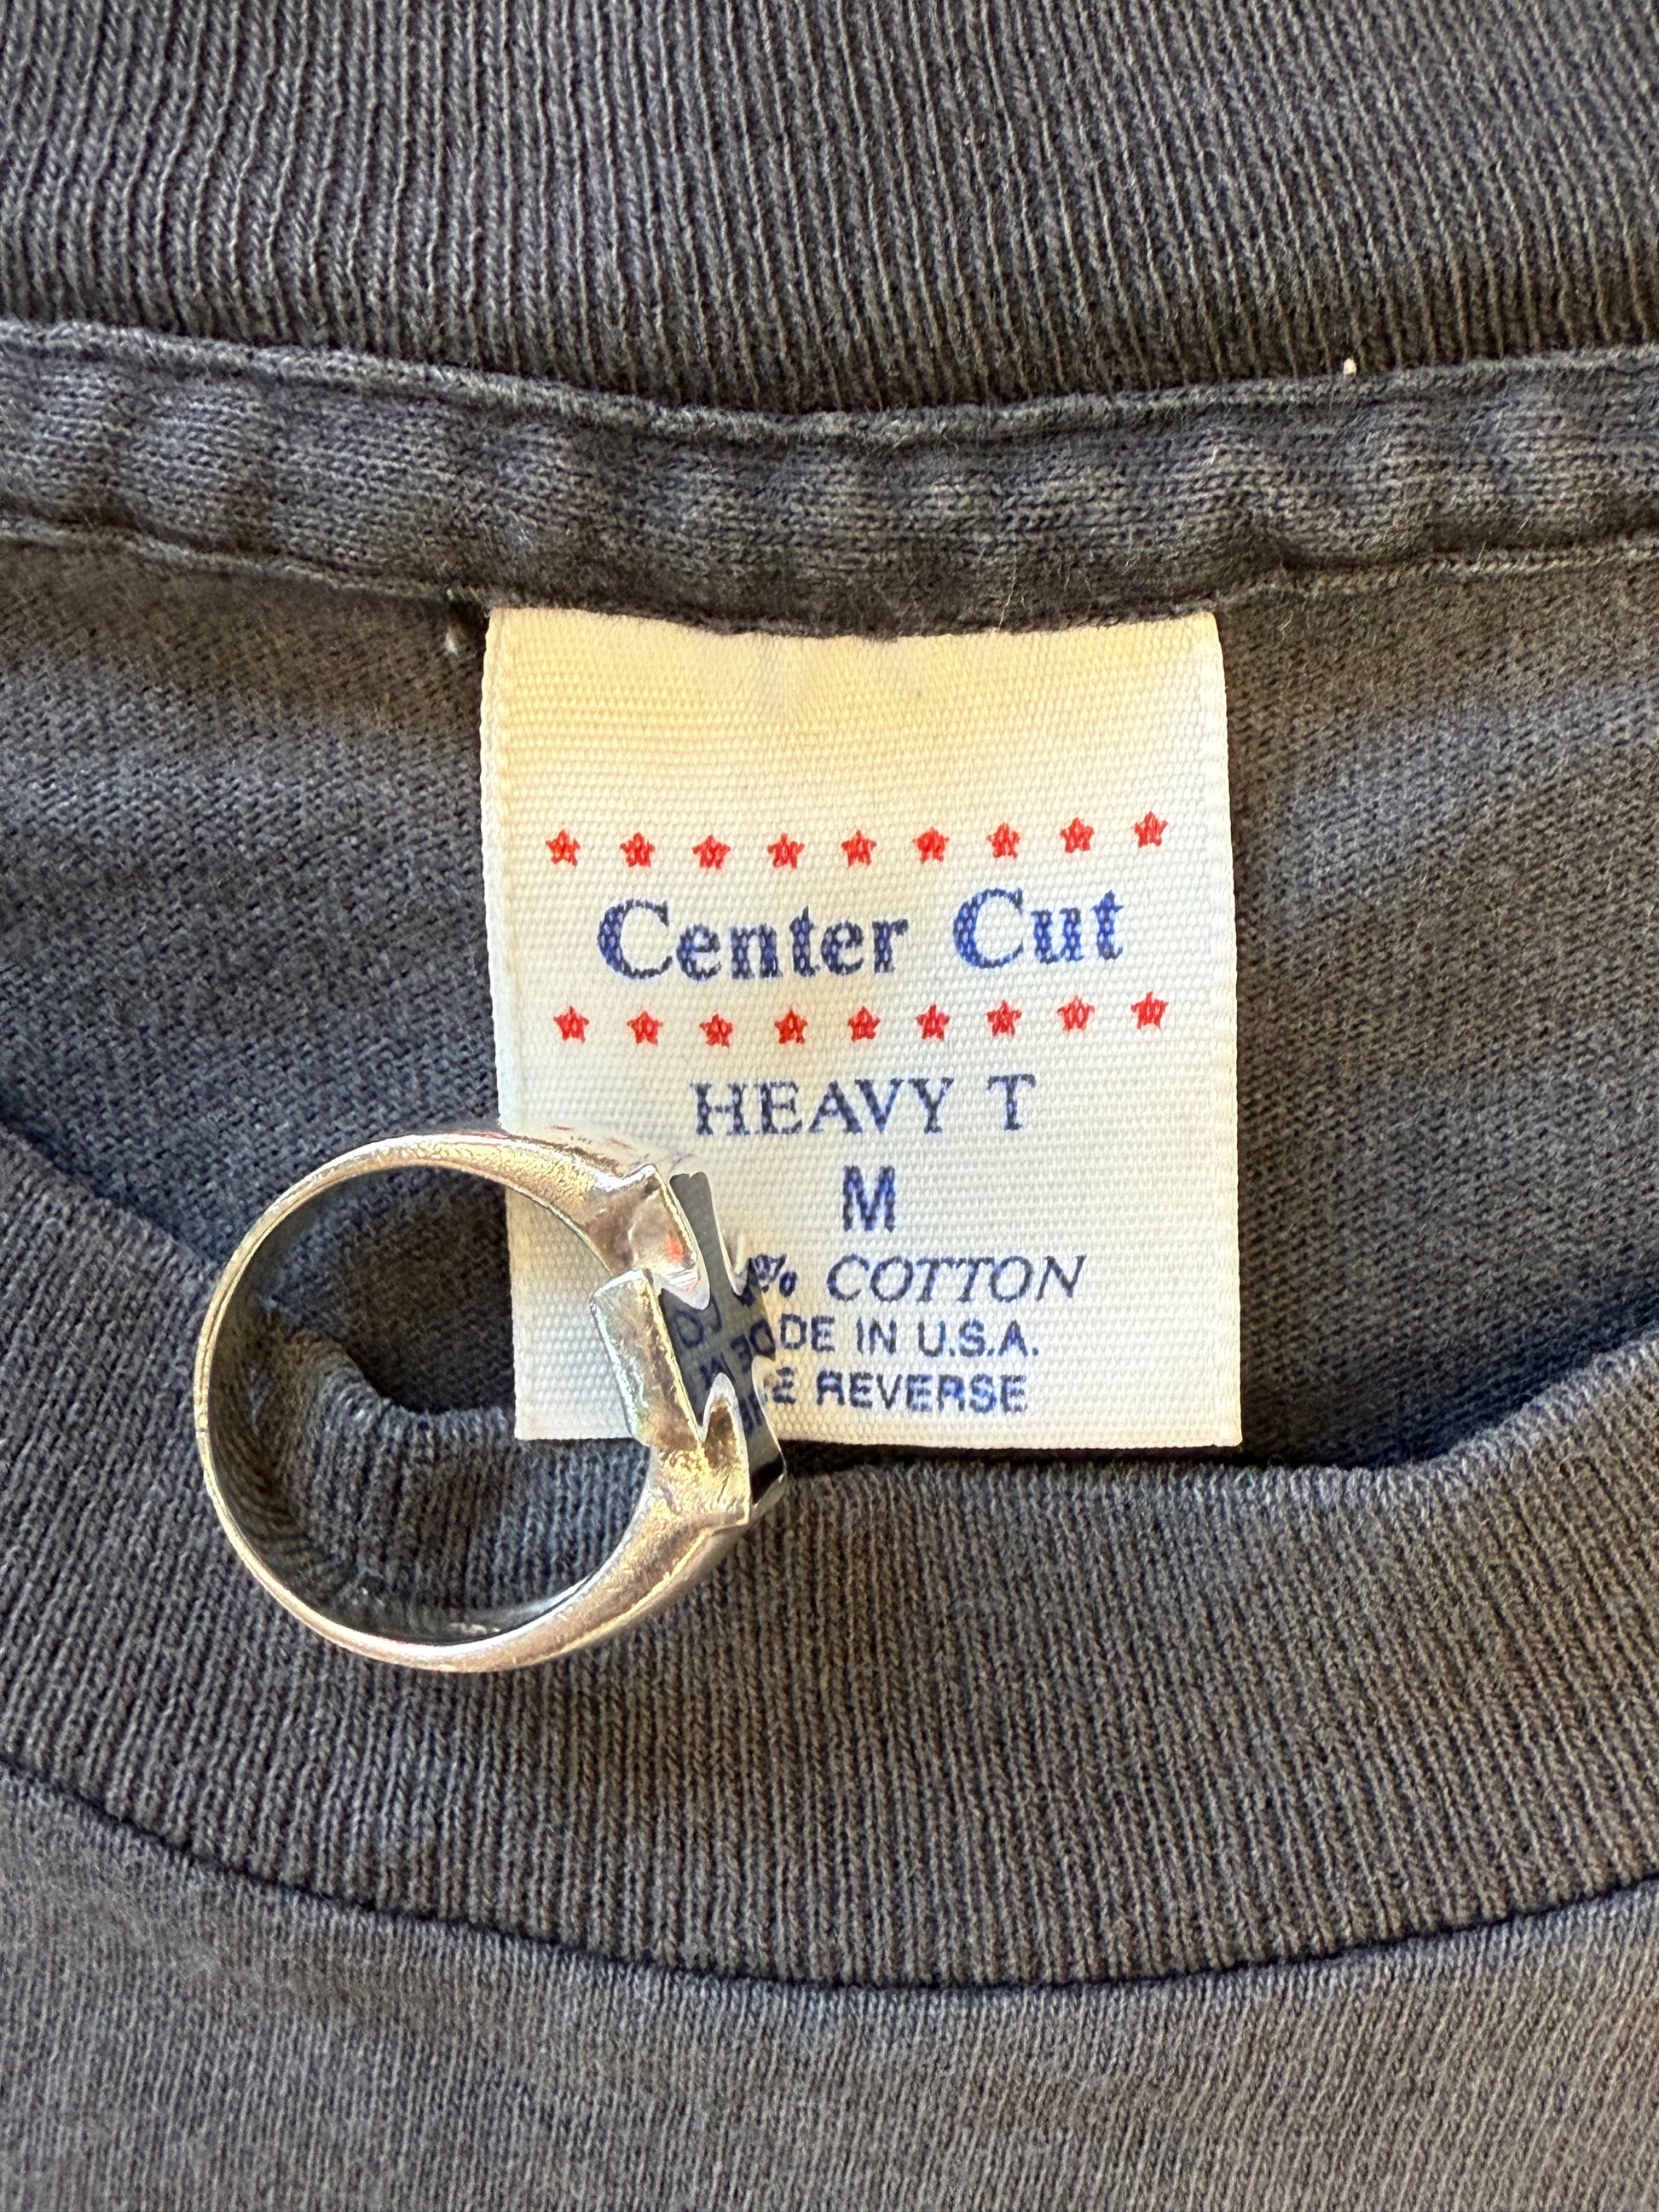 Center Cut
HEAVY T
M
% COTTON
DE IN U.S.A.
E REVERSE